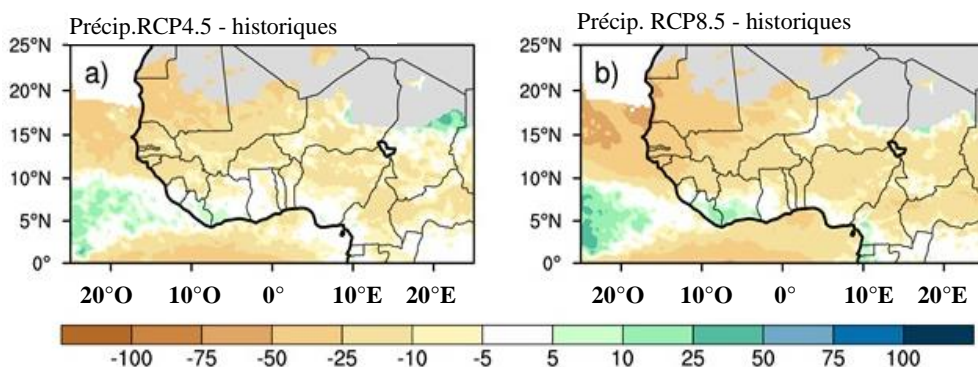 Précip.RCP4.5 - historiques
Précip. RCP8.5 - historiques
25°N
20°N
15°N
10°N
5°N
0°
a)
20°O 10°O 0° 10°E 20°E
25°N
20°N
15°N
10°N
5°N
0°
b)
20°O 10°O 0° 10°E 20°E
-100 -75 -50 -25 -10 -5 5 10 25 50 75 100